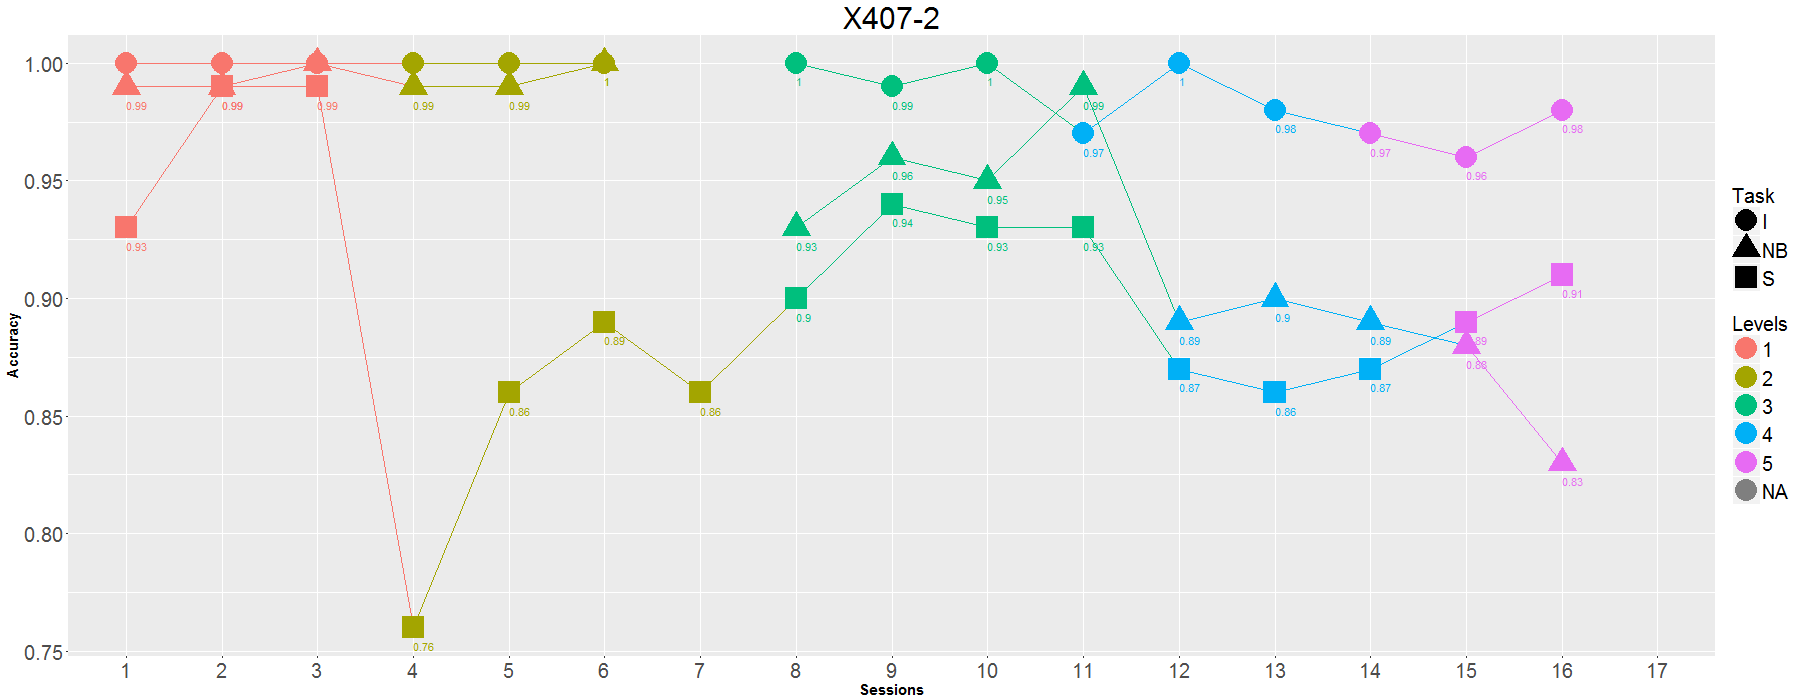 X407-2
1.00
0.95
0.90
0.85
0.80
0.75
Accuracy
0.99 0.99 0.99 0.99 0.99 1 1 0.99 1 0.99 0.97 1 0.98 0.97 0.96 0.98
0.93 0.93 0.96 0.95 0.93
0.94 0.93
0.76 0.86 0.89 0.86 0.9
0.89 0.9 0.89 0.89 0.88 0.91
0.87 0.86 0.87 0.83
1 2 3 4 5 6 7 8 9 10 11 12 13 14 15 16 17
Sessions
Task
I
NB
S
Levels
1
2
3
4
5
NA